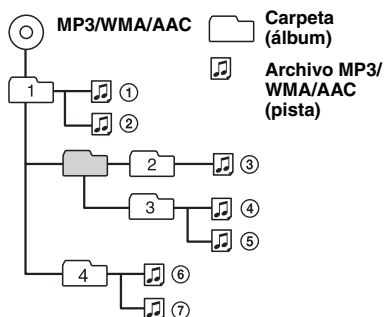 MP3/WMA/AAC
Carpeta
(álbum)
Archivo MP3/
WMA/AAC
(pista)
1
①
②
2
③
3
④
⑤
4
⑥
⑦